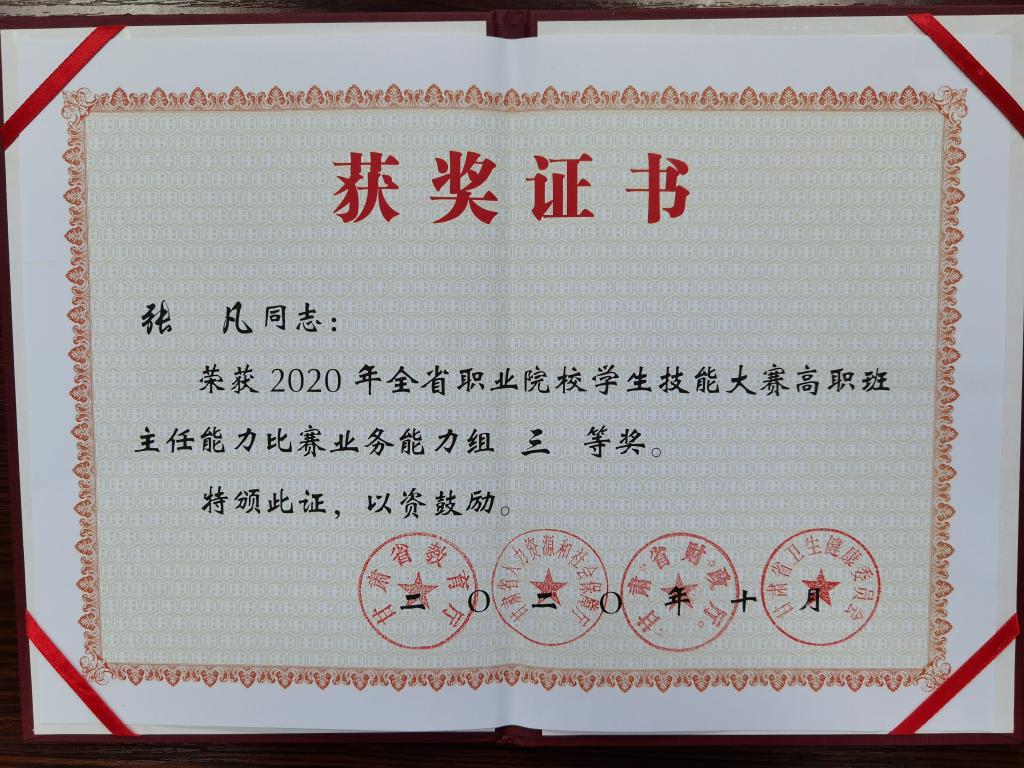 获奖证书
张 凡同志：
荣获2020年全省职业院校学生技能大赛高职班
主任能力比赛业务能力组 三 等奖。
特颁此证，以资鼓励。
甘肃省教育厅
甘肃省人力资源和社会保障厅
甘肃省财政厅
甘肃省卫生健康委员会
二〇二〇年十月